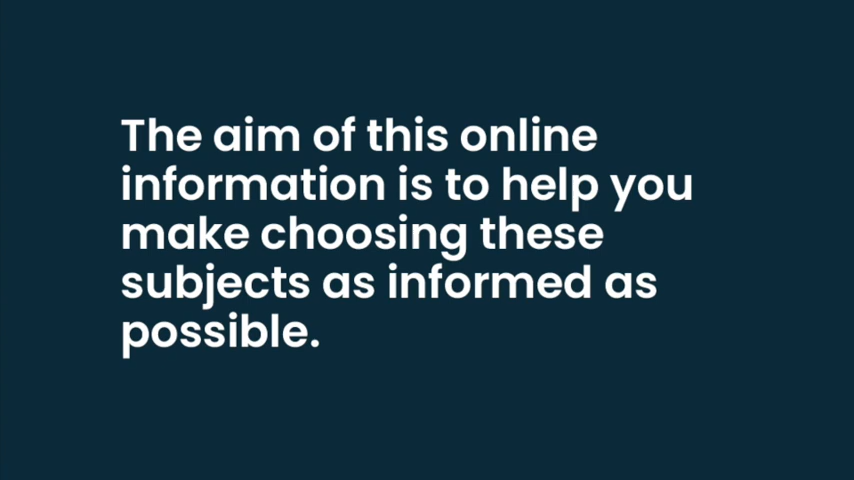 The aim of this online
information is to help you
make choosing these
subjects as informed as
possible.